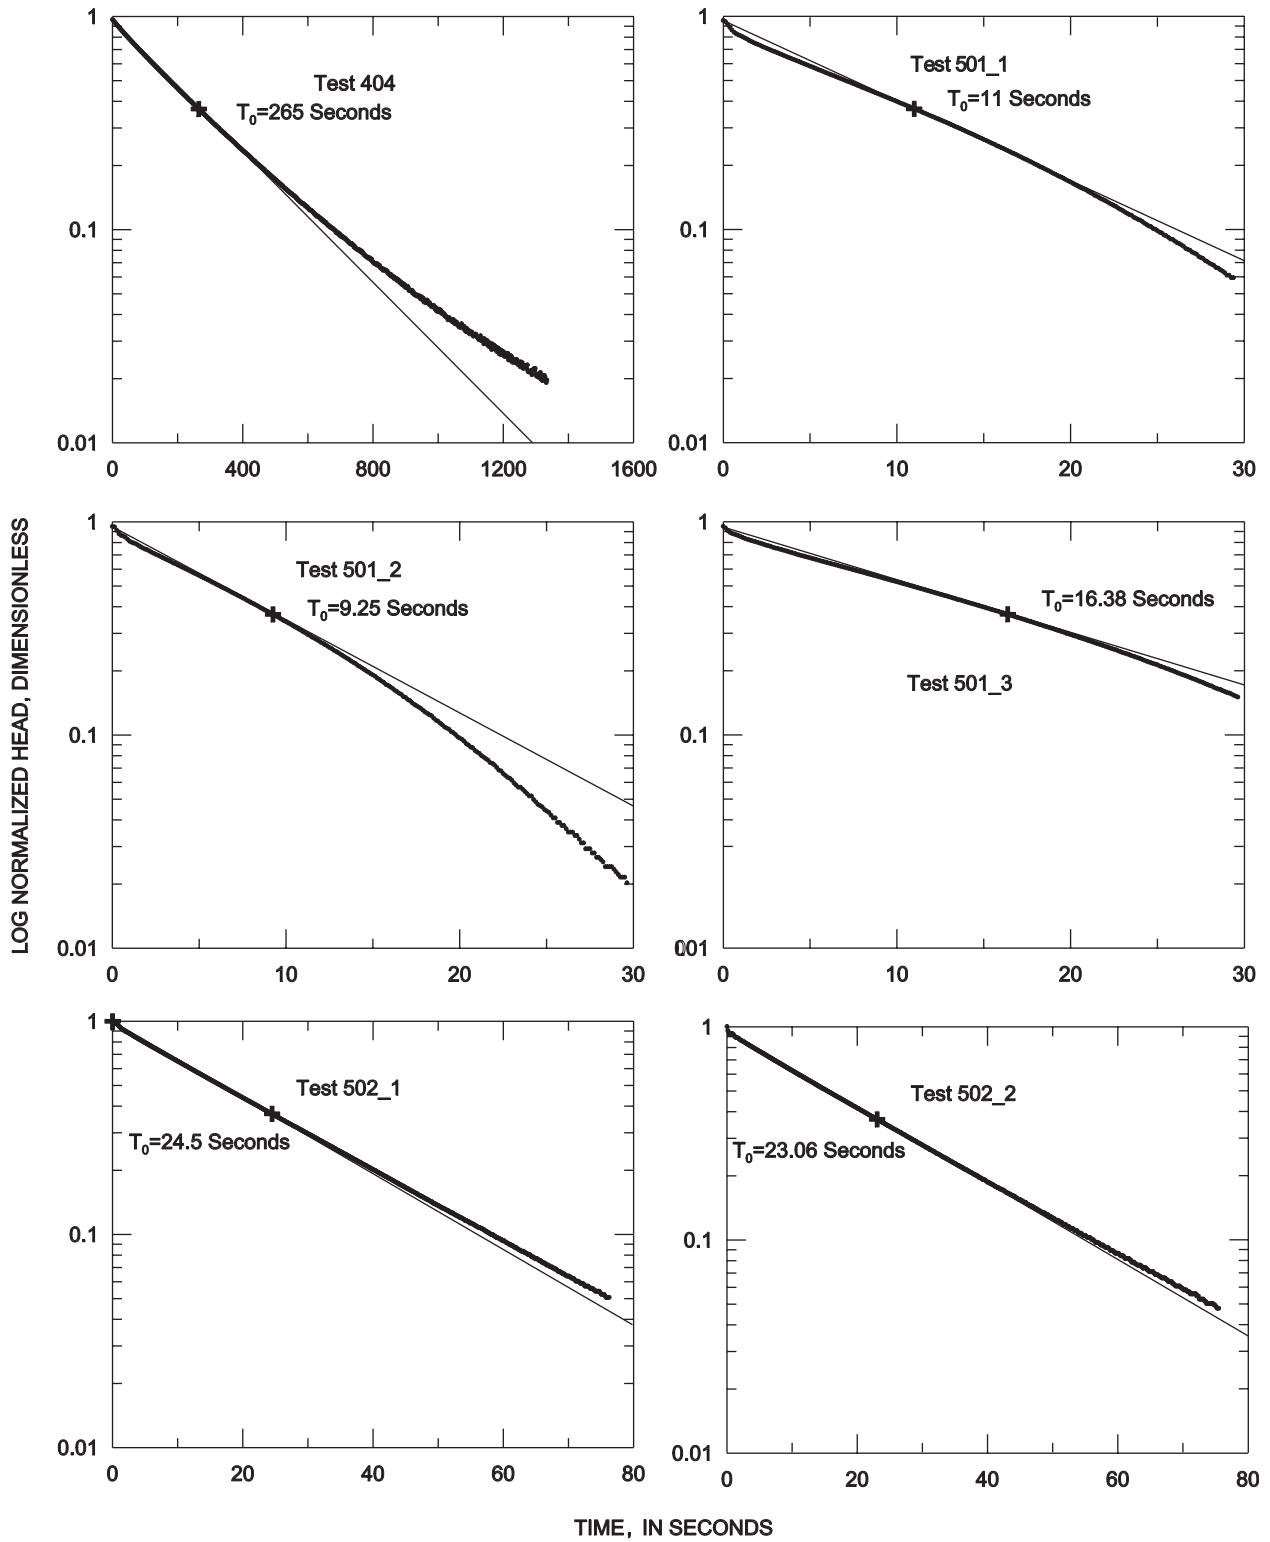 LOG NORMALIZED HEAD, DIMENSIONLESS
1
0.1
0.01
Test 404
T0=265 Seconds
0 400 800 1200 1600
1
0.1
0.01
Test 501_1
T0=11 Seconds
0 10 20 30
1
0.1
0.01
Test 501_2
T0=9.25 Seconds
0 10 20 30
1
0.1
0.01
T0=16.38 Seconds
Test 501_3
0 10 20 30
1
0.1
0.01
Test 502_1
T0=24.5 Seconds
0 20 40 60 80
1
0.1
0.01
Test 502_2
T0=23.06 Seconds
0 20 40 60 80
TIME, IN SECONDS